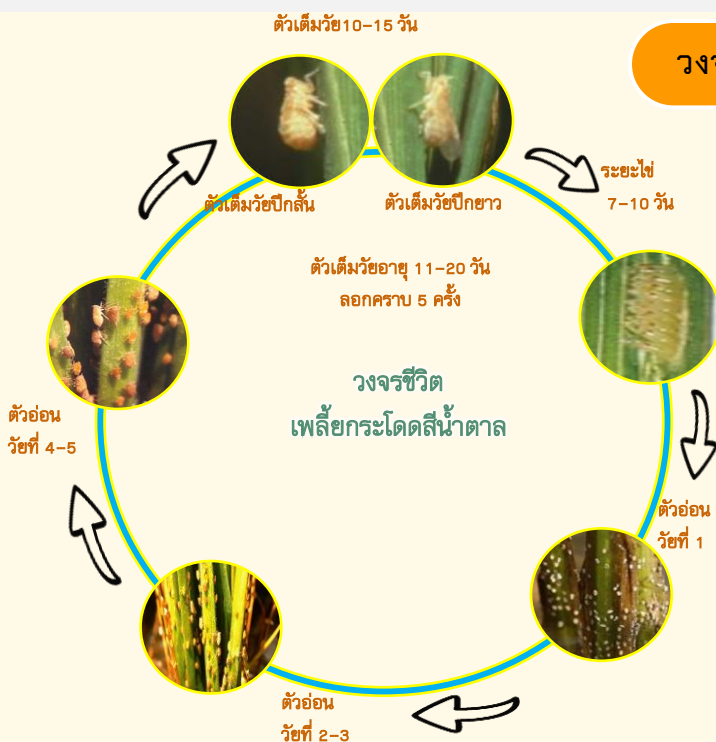 ตัวเต็มวัย10-15 วัน
วงจ
ตัวเต็มวัยปีกสั้น
ตัวเต็มวัยปีกยาว
ระยะไข่
7-10 วัน
ตัวเต็มวัยอายุ 11-20 วัน
ลอกคราบ 5 ครั้ง
วงจรชีวิต
เพลี้ยกระโดดสีน้ำตาล
ตัวอ่อน
วัยที่ 4-5
ตัวอ่อน
วัยที่ 1
ตัวอ่อน
วัยที่ 2-3